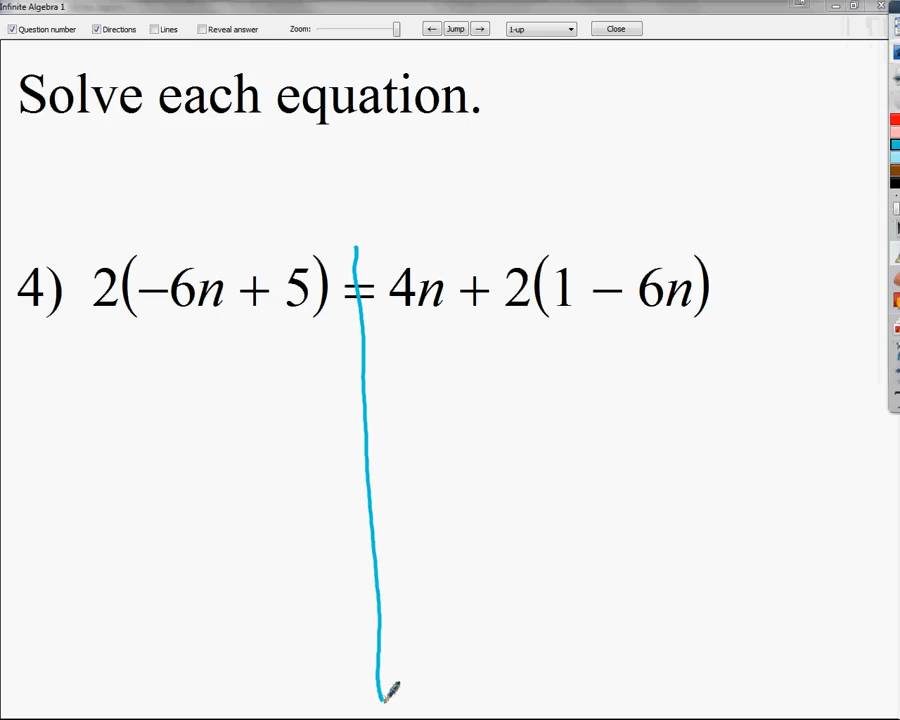 Infinite Algebra 1
Question number Directions Lines Reveal answer Zoom: ← Jump → 1-up Close
Solve each equation.
4) 2(−6n + 5) = 4n + 2(1 − 6n)